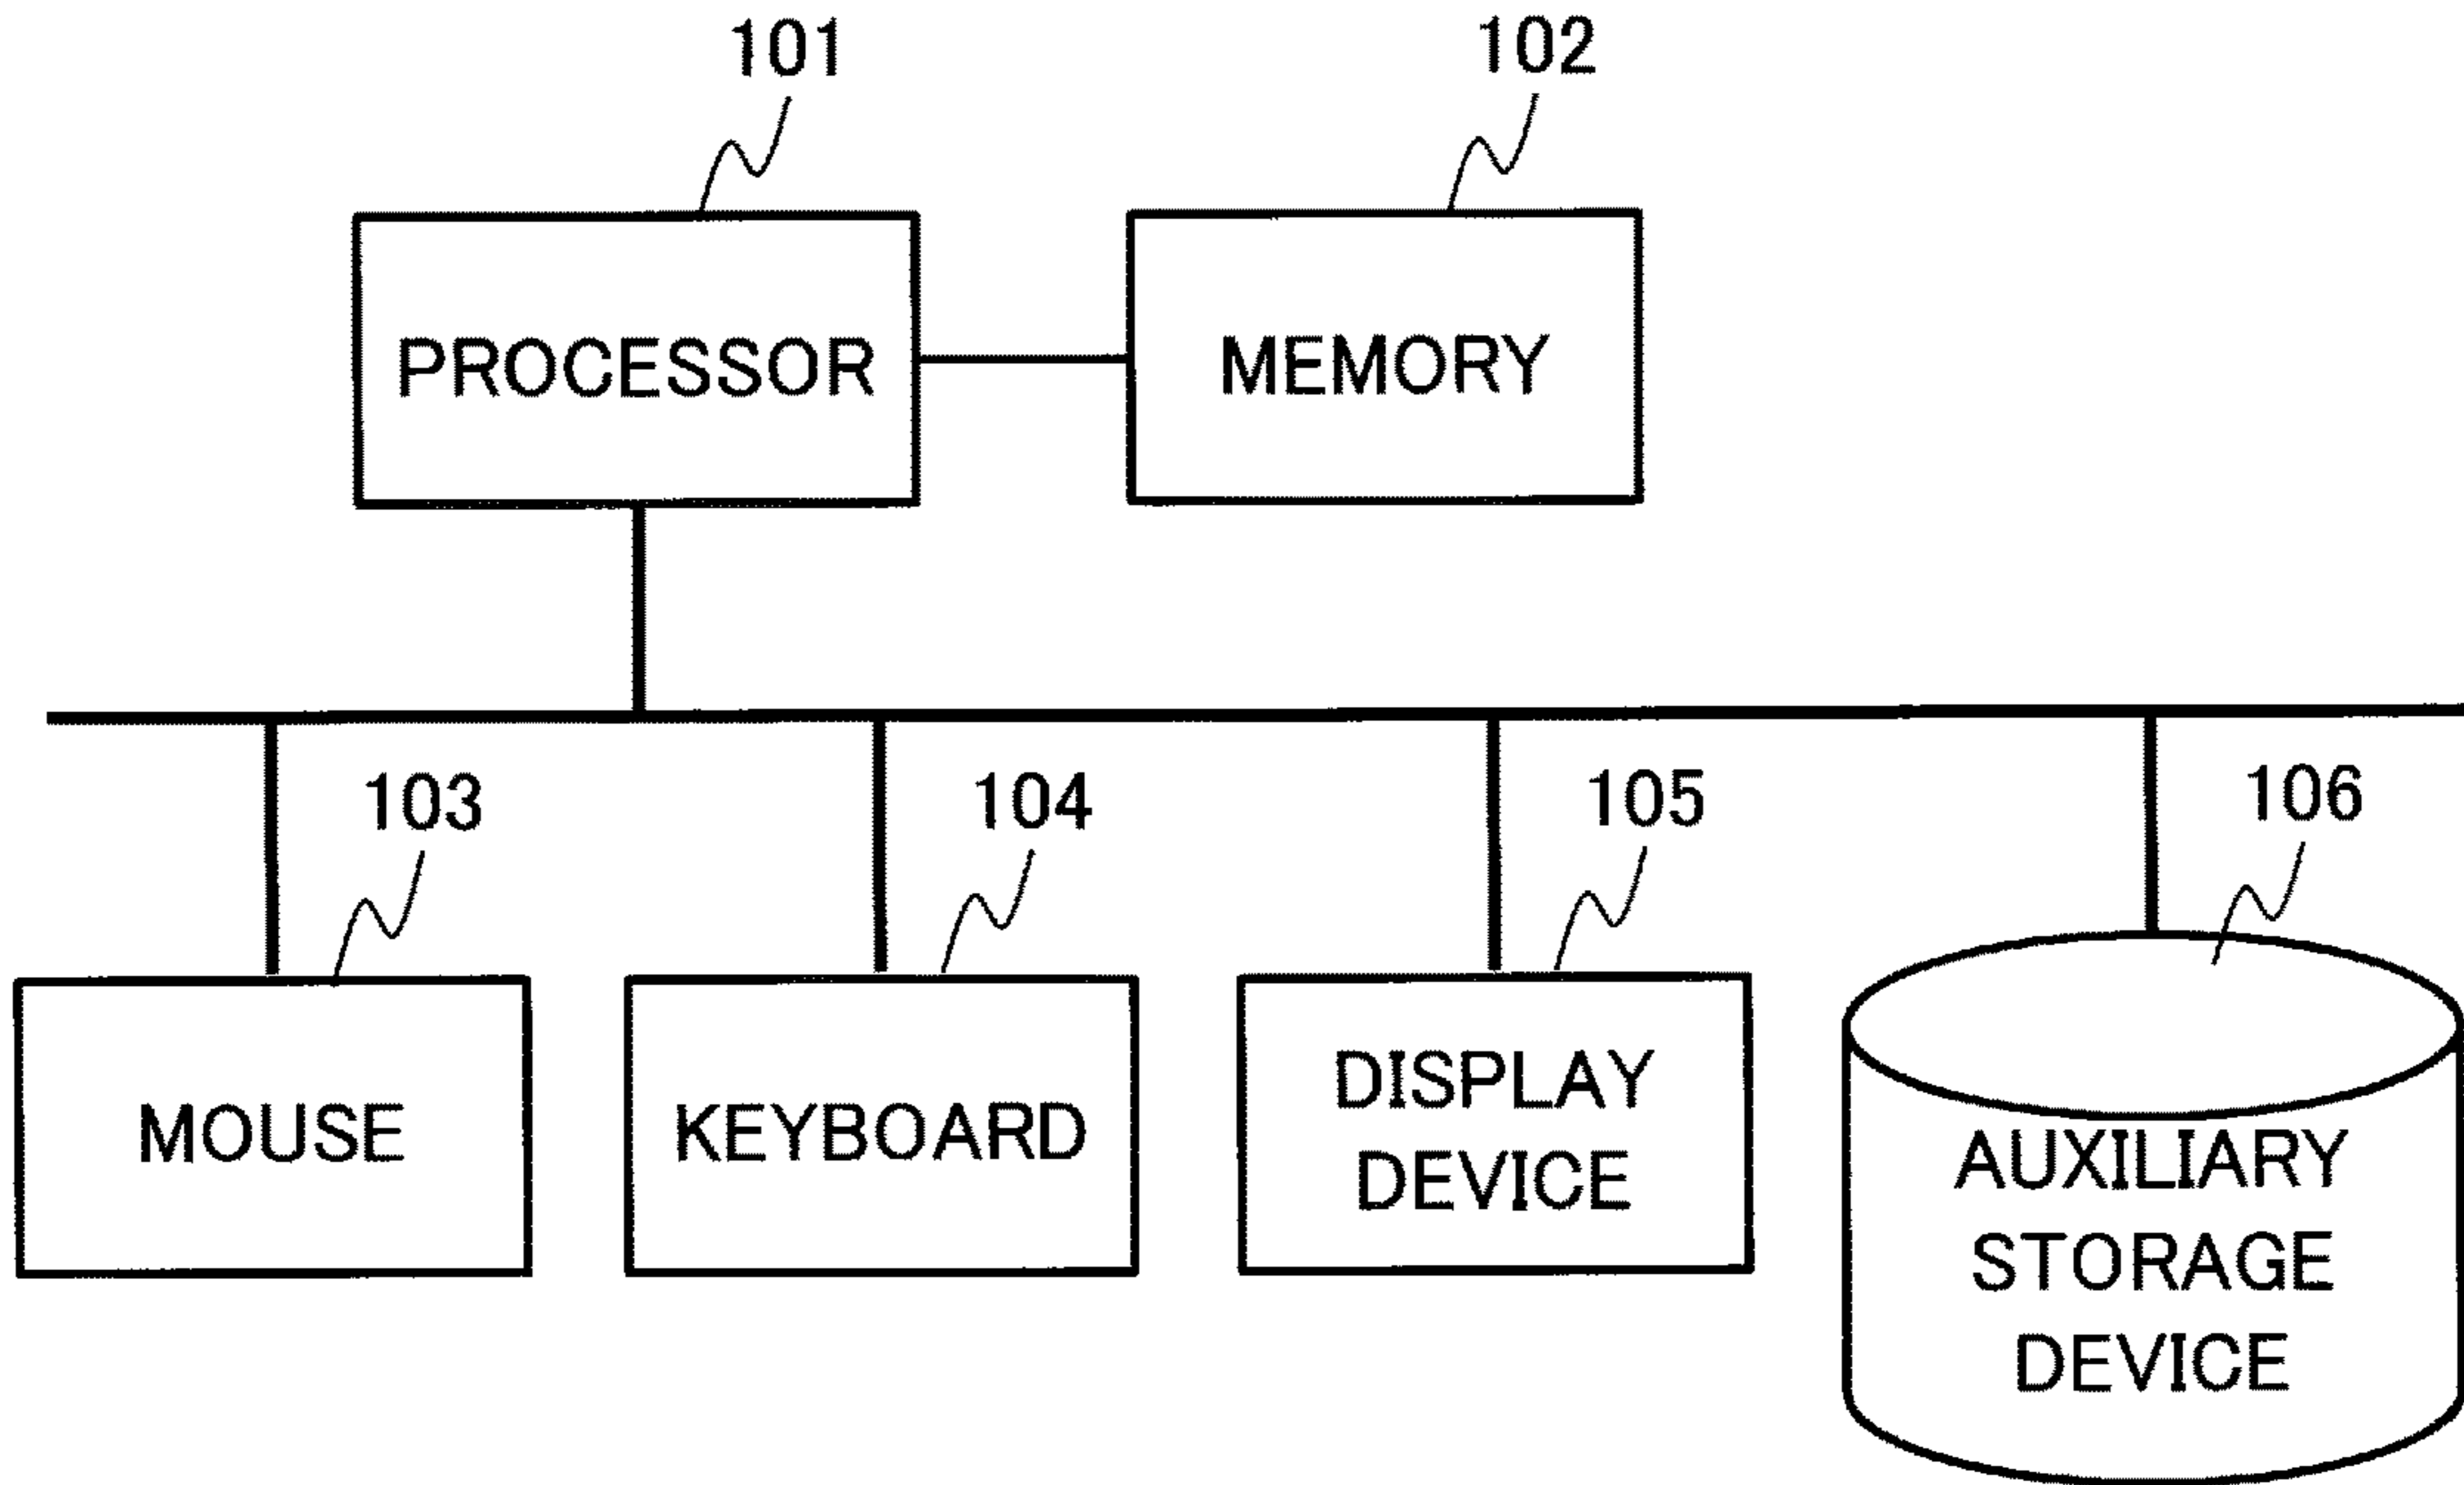 101
102
PROCESSOR
MEMORY
103
104
105
106
MOUSE
KEYBOARD
DISPLAY
DEVICE
AUXILIARY
STORAGE
DEVICE